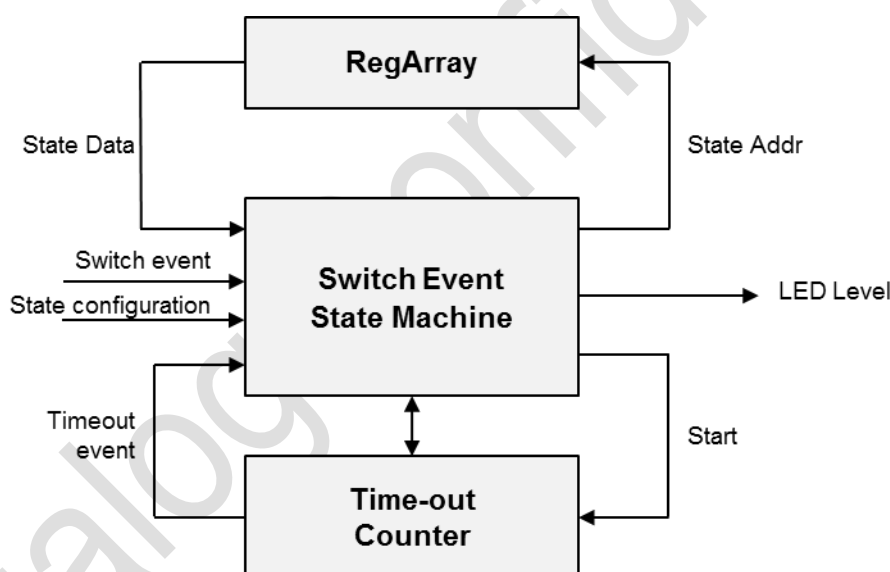 RegArray
State Data
State Addr
Switch event
State configuration
Switch Event
State Machine
LED Level
Timeout
event
Start
Time-out
Counter